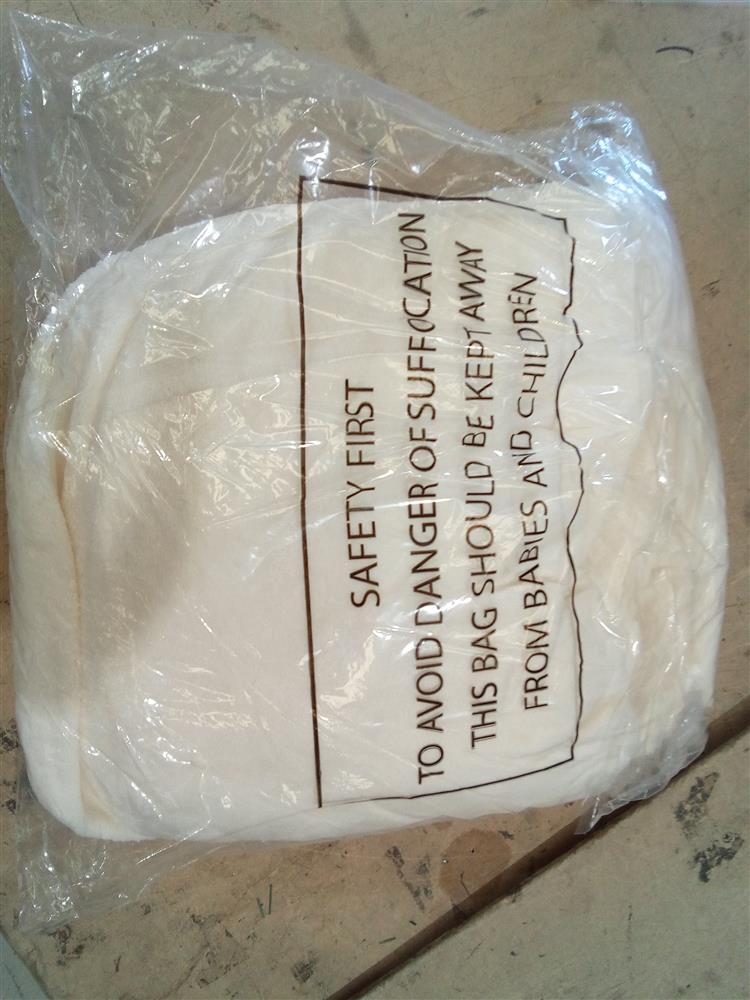 SAFETY FIRST
TO AVOID DANGER OF SUFFOCATION
THIS BAG SHOULD BE KEPT AWAY
FROM BABIES AND CHILDREN